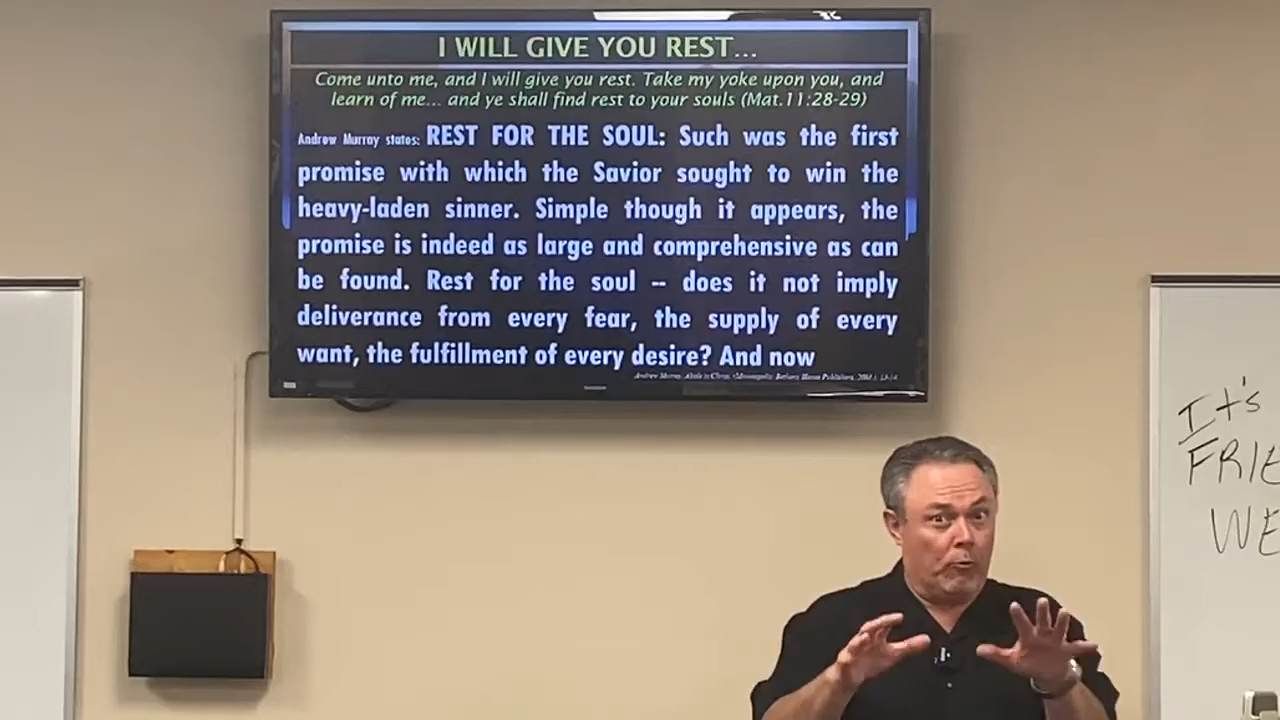 I WILL GIVE YOU REST...
Come unto me, and I will give you rest. Take my yoke upon you, and
learn of me... and ye shall find rest to your souls (Mat.11:28-29)
Andrew Murray states: REST FOR THE SOUL: Such was the first
promise with which the Savior sought to win the
heavy-laden sinner. Simple though it appears, the
promise is indeed as large and comprehensive as can
be found. Rest for the soul -- does it not imply
deliverance from every fear, the supply of every
want, the fulfillment of every desire? And now
It's
FRIE
WE